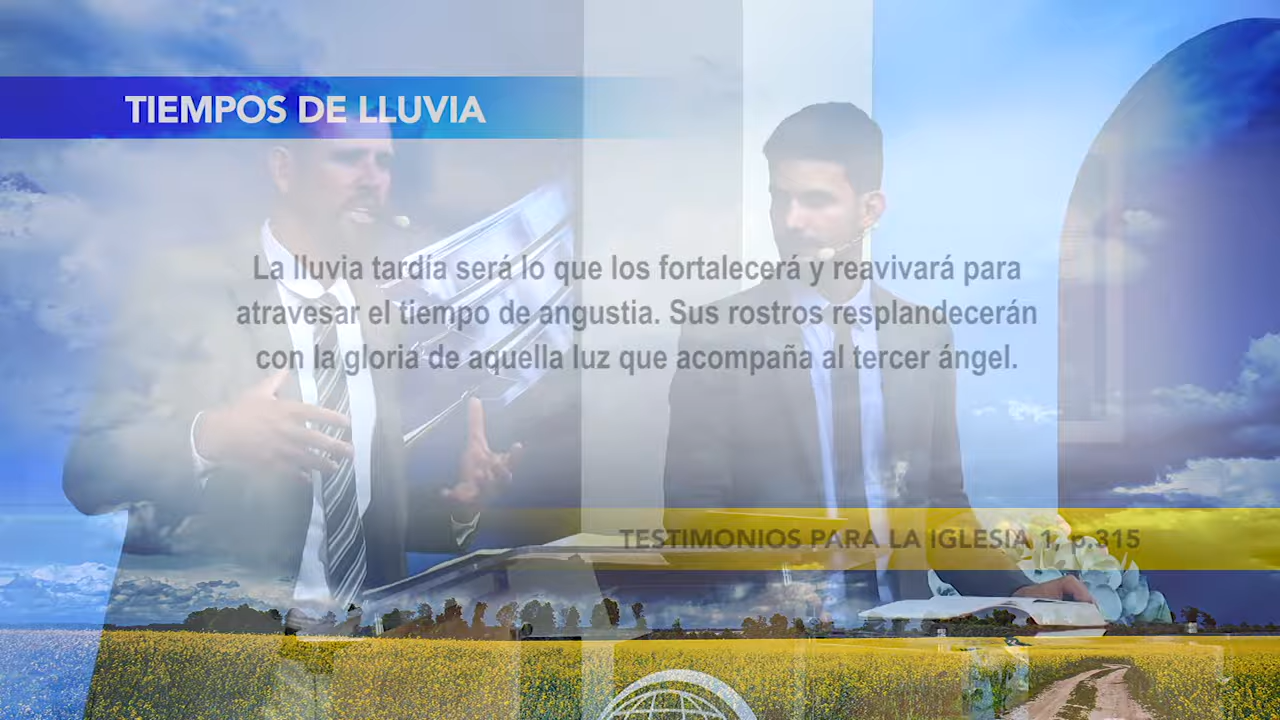 TIEMPOS DE LLUVIA
La lluvia tardía será lo que los fortalecerá y reavivará para
atravesar el tiempo de angustia. Sus rostros resplandecerán
con la gloria de aquella luz que acompaña al tercer ángel.
TESTIMONIOS PARA LA IGLESIA 1, P. 315